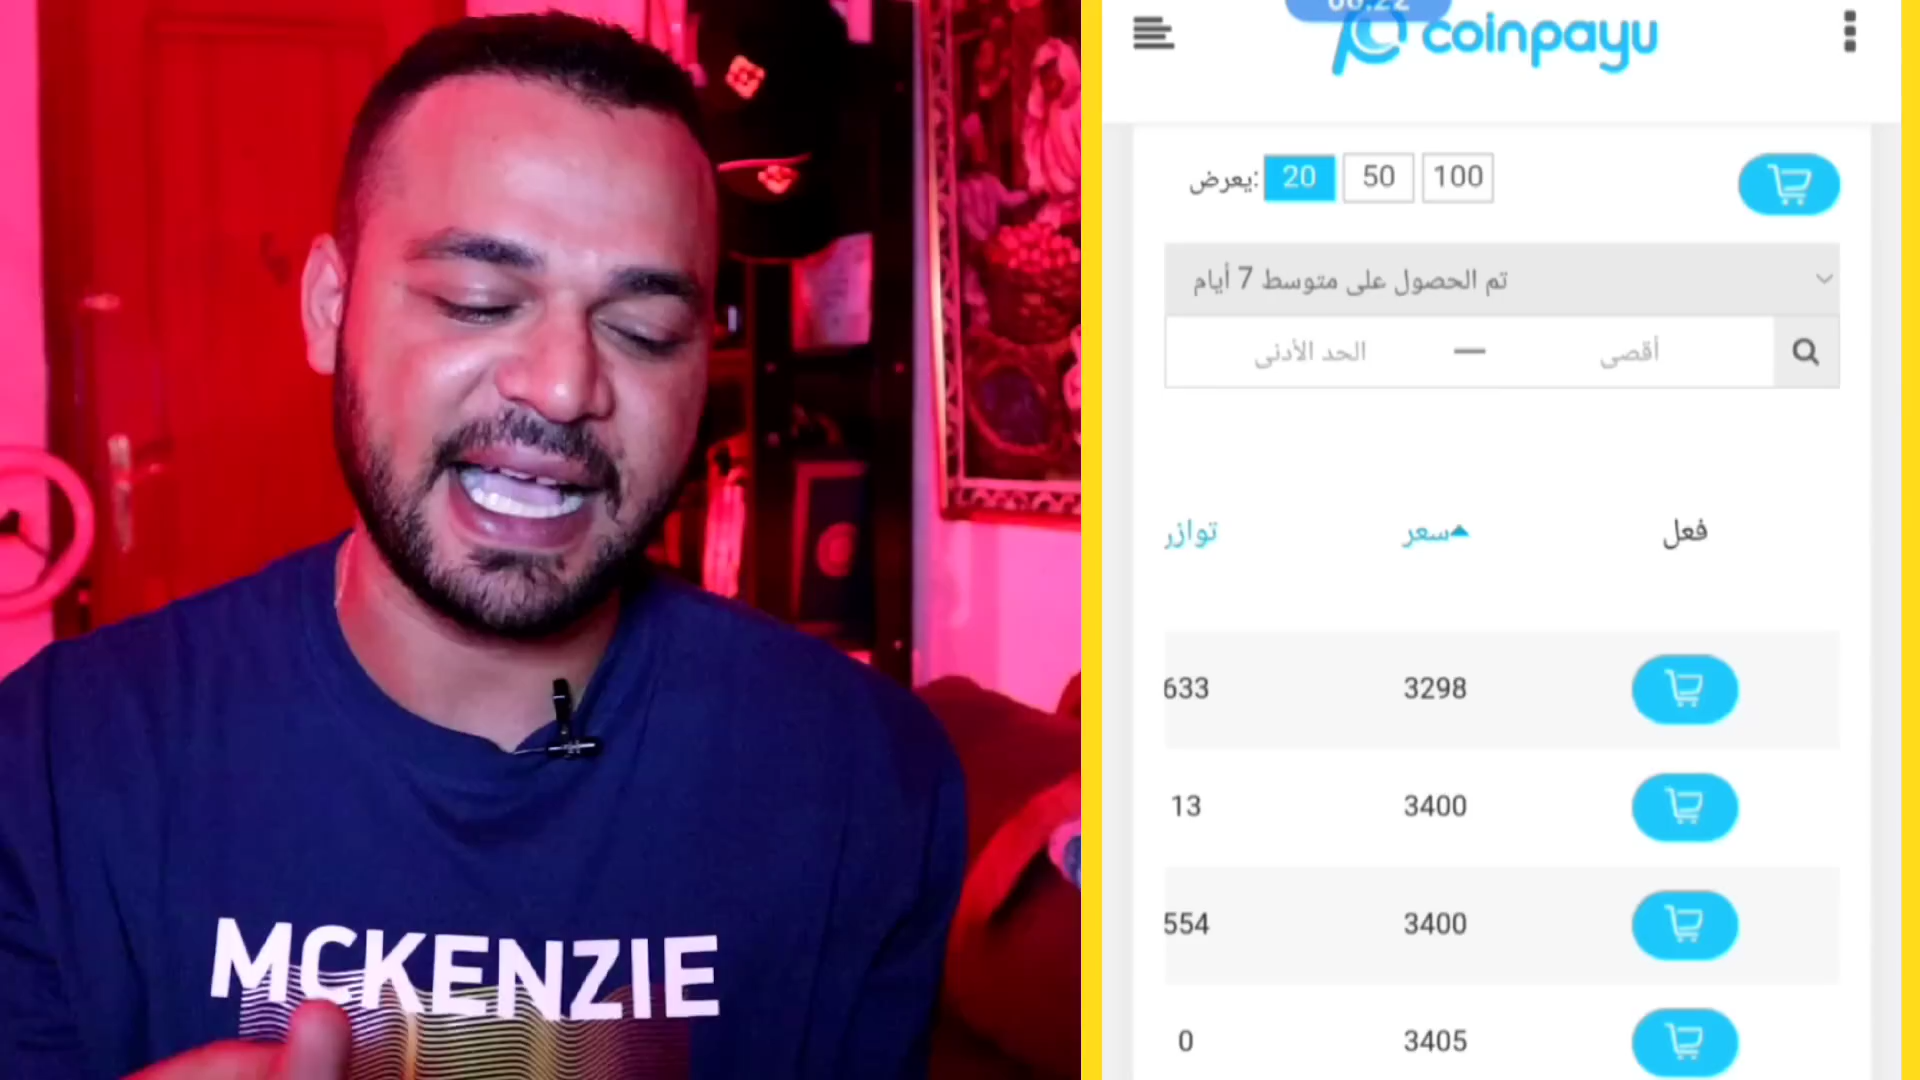 MCKENZIE
coinpayu
يعرض: 20 50 100
تم الحصول على متوسط 7 أيام
الحد الأدنى — أقصى
فعل سعر
633 3298
13 3400
554 3400
0 3405